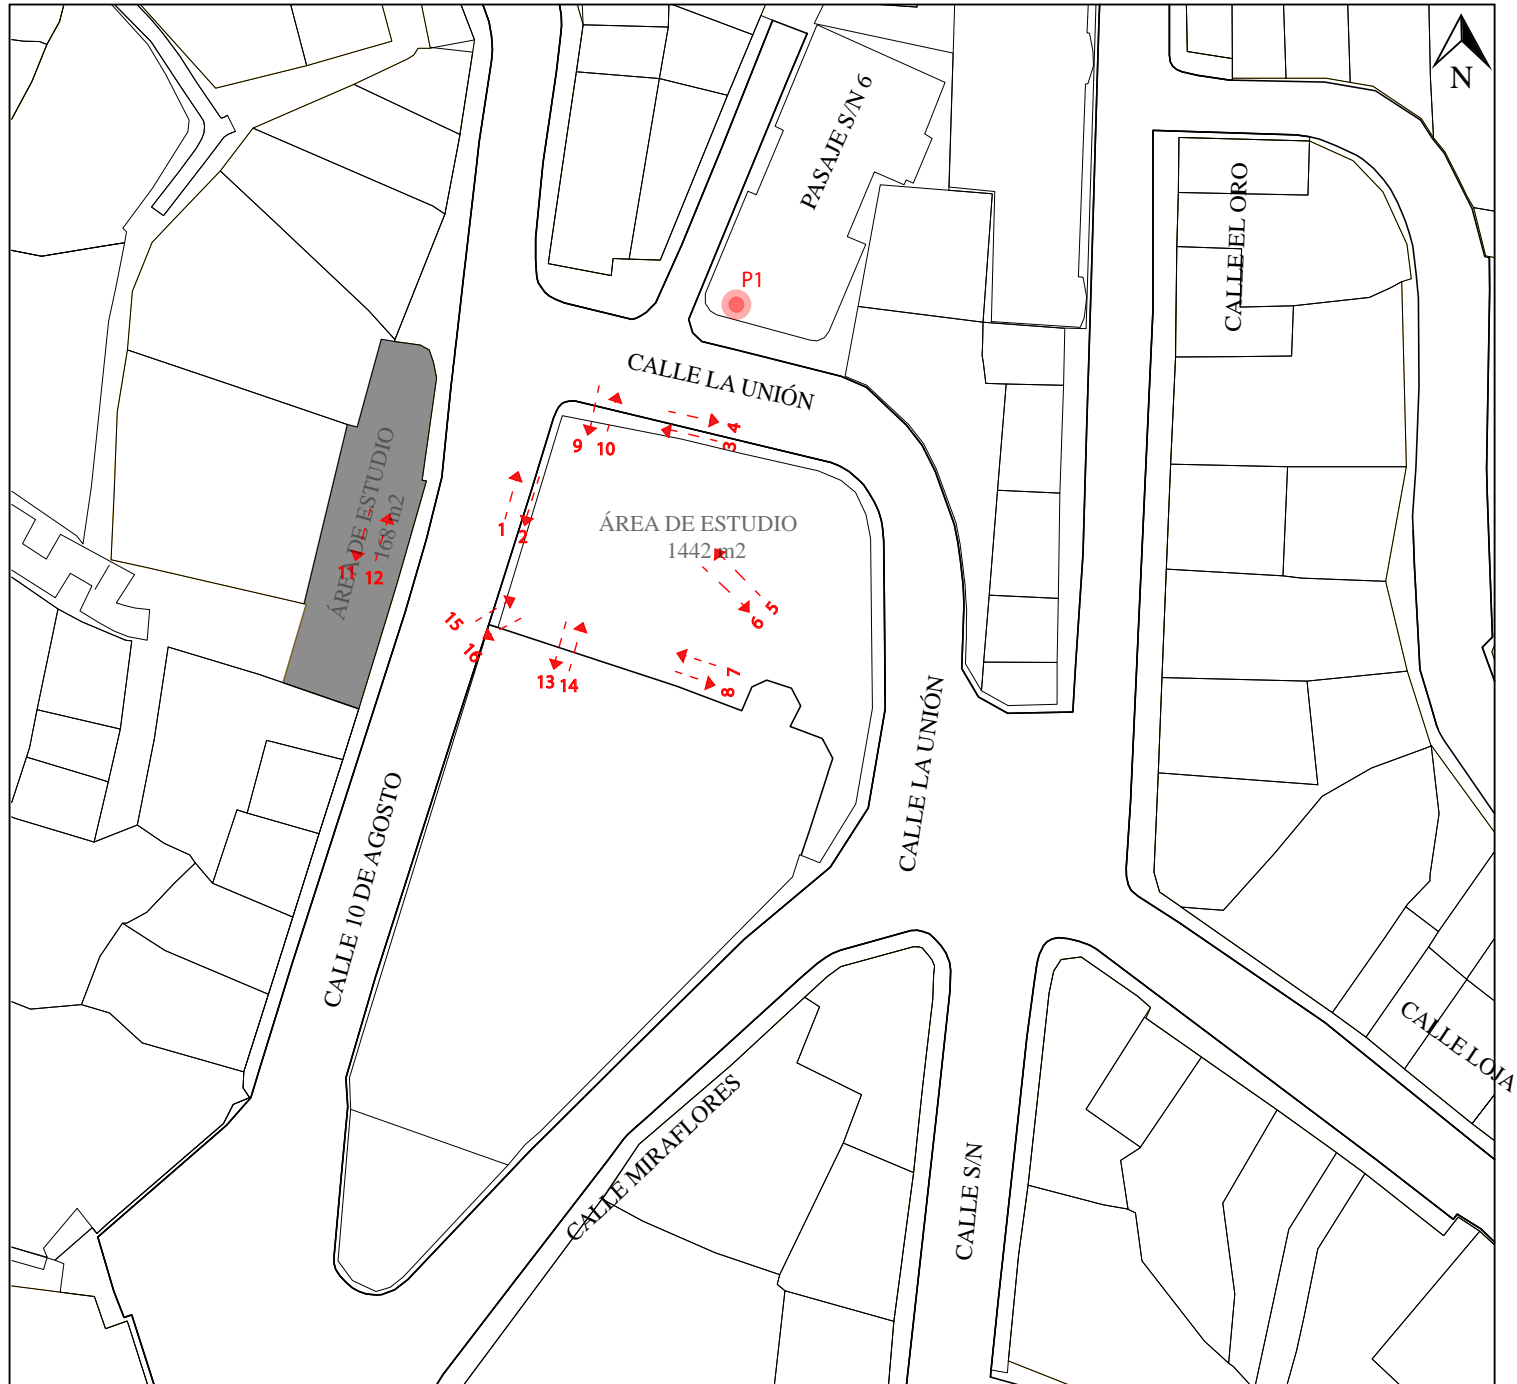 N
PASAJE S/N 6
CALLE EL ORO
P1
CALLE LA UNIÓN
9
10
4
3
ÁREA DE ESTUDIO
168 m2
1
2
ÁREA DE ESTUDIO
1442 m2
11
12
5
6
15
16
13
14
7
8
CALLE LA UNIÓN
CALLE 10 DE AGOSTO
CALLE LOJA
CALLE MIRAFLORES
CALLE S/N